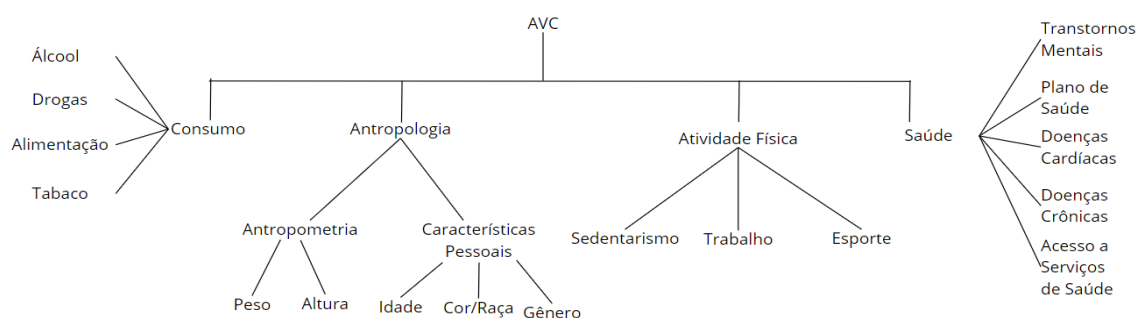 AVC
Álcool
Drogas
Alimentação
Tabaco
Consumo
Antropologia
Antropometria
Peso
Altura
Características
Pessoais
Idade
Cor/Raça
Gênero
Atividade Física
Sedentarismo
Trabalho
Esporte
Saúde
Transtornos
Mentais
Plano de
Saúde
Doenças
Cardíacas
Doenças
Crônicas
Acesso a
Serviços
de Saúde